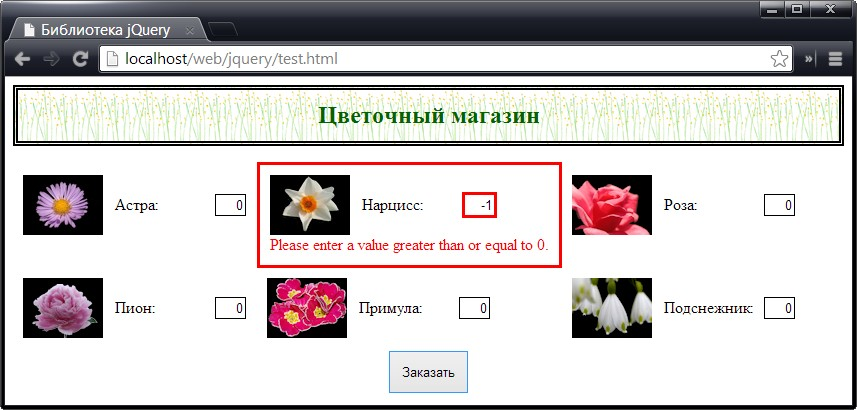 Библиотека jQuery
localhost/web/jquery/test.html
Цветочный магазин
Астра: 0
Нарцисс: -1
Роза: 0
Please enter a value greater than or equal to 0.
Пион: 0
Примула: 0
Подснежник: 0
Заказать